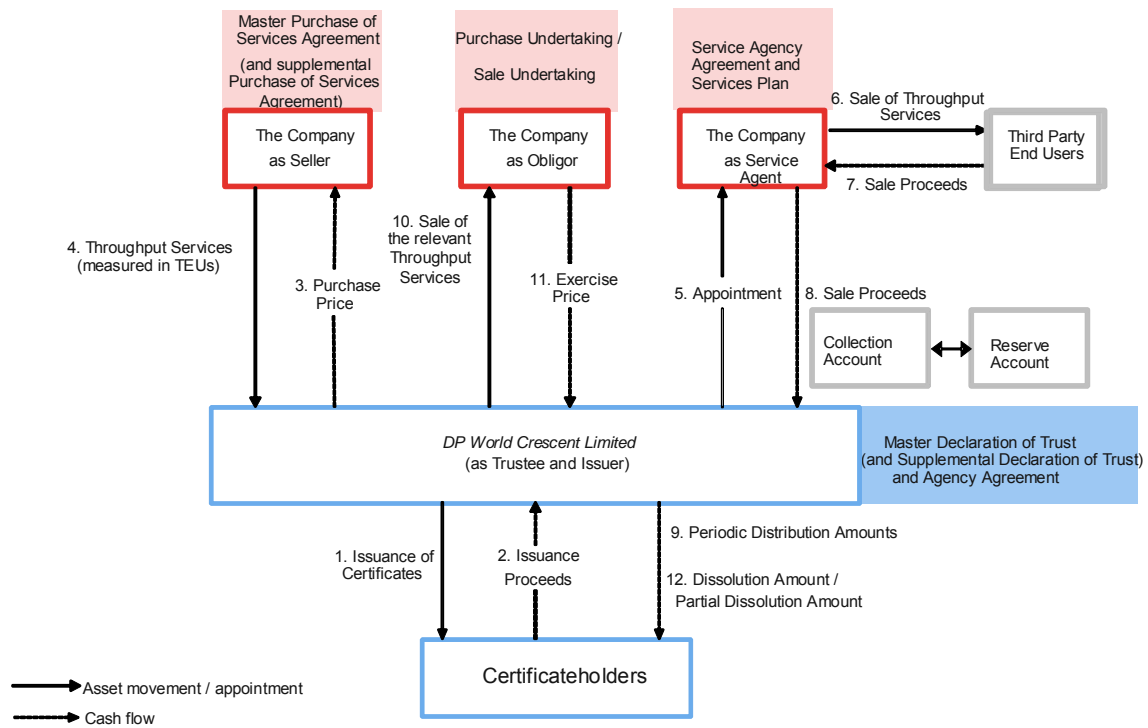 Master Purchase of
Services Agreement
(and supplemental
Purchase of Services
Agreement)
Purchase Undertaking /
Sale Undertaking
Service Agency
Agreement and
Services Plan
The Company
as Seller
The Company
as Obligor
The Company
as Service
Agent
6. Sale of Throughput
Services
Third Party
End Users
7. Sale Proceeds
4. Throughput Services
(measured in TEUs)
3. Purchase
Price
10. Sale of
the relevant
Throughput
Services
11. Exercise
Price
5. Appointment
8. Sale Proceeds
Collection
Account
Reserve
Account
DP World Crescent Limited
(as Trustee and Issuer)
Master Declaration of Trust
(and Supplemental Declaration of Trust)
and Agency Agreement
1. Issuance of
Certificates
2. Issuance
Proceeds
9. Periodic Distribution Amounts
12. Dissolution Amount /
Partial Dissolution Amount
Certificateholders
Asset movement / appointment
Cash flow